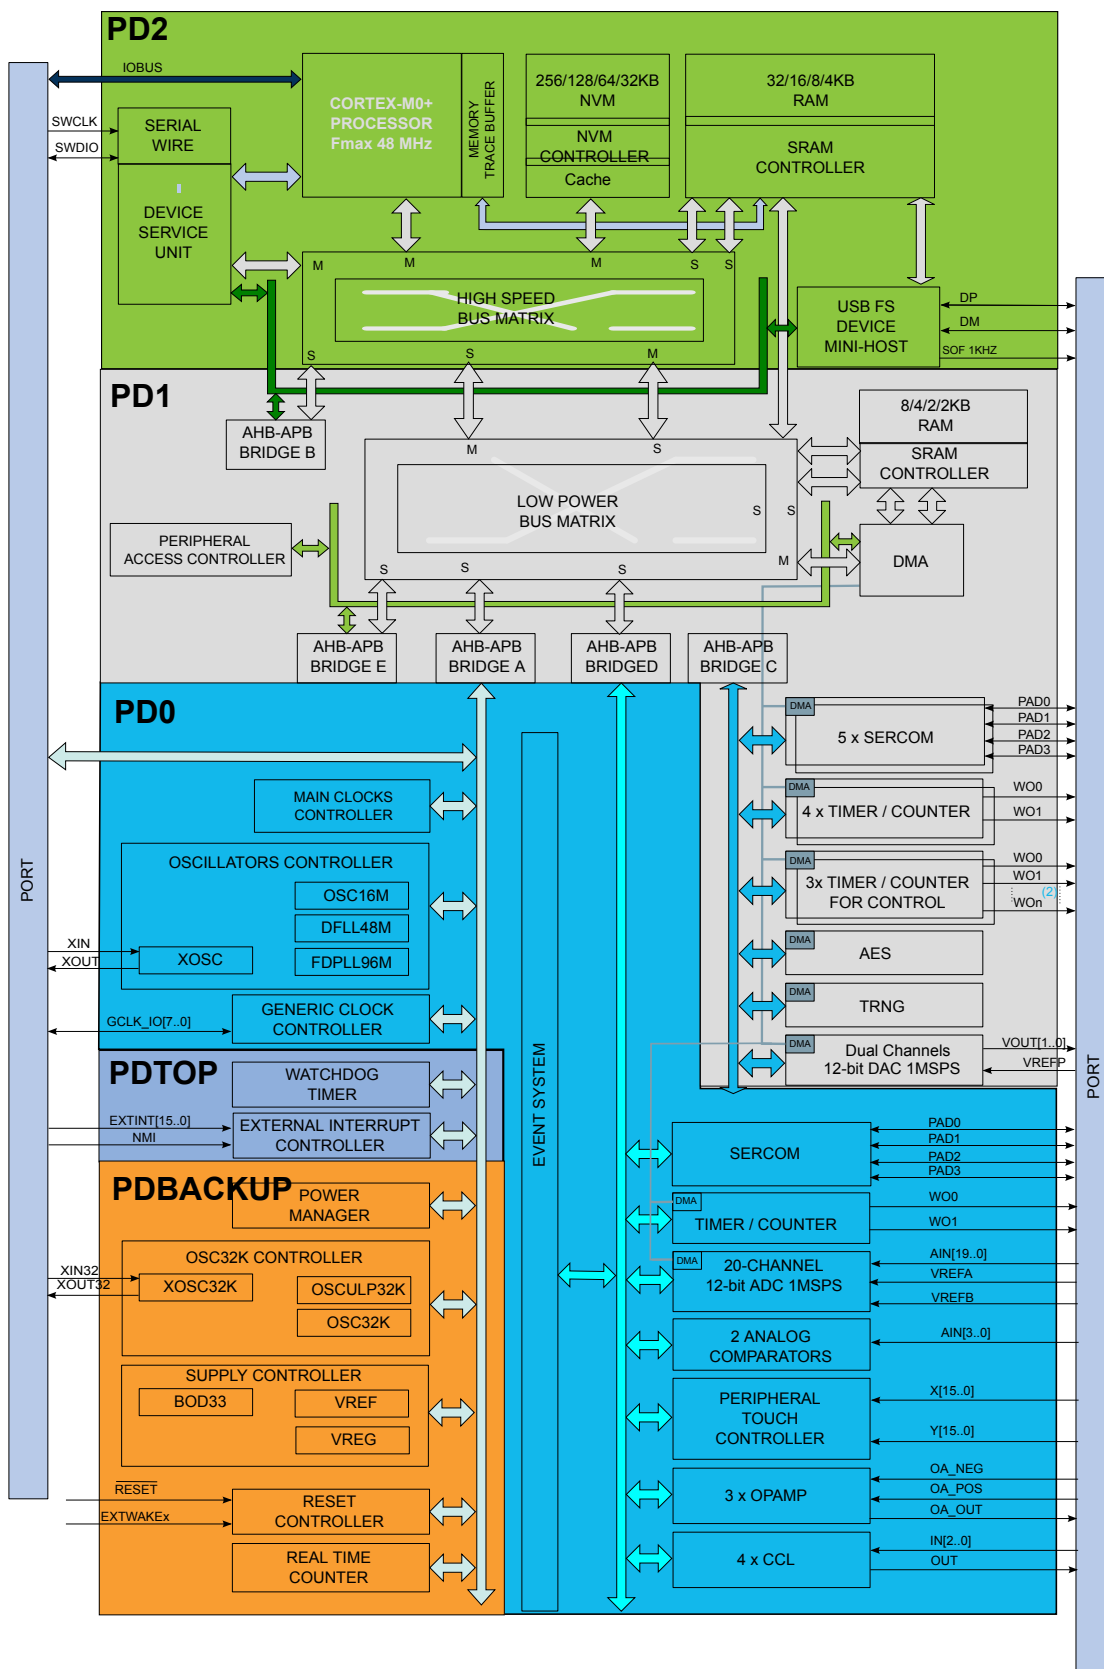 PD2
IOBUS
SWCLK
SWDIO
SERIAL
WIRE
DEVICE
SERVICE
UNIT
CORTEX-M0+
PROCESSOR
Fmax 48 MHz
MEMORY
TRACE BUFFER
256/128/64/32KB
NVM
NVM
CONTROLLER
Cache
32/16/8/4KB
RAM
SRAM
CONTROLLER
M
M
M
S
S
HIGH SPEED
BUS MATRIX
S
S
M
USB FS
DEVICE
MINI-HOST
DP
DM
SOF 1KHZ
PORT
PORT
PD1
AHB-APB
BRIDGE B
8/4/2/2KB
RAM
SRAM
CONTROLLER
M
S
LOW POWER
BUS MATRIX
S
S
M
S
S
S
PERIPHERAL
ACCESS CONTROLLER
DMA
AHB-APB
BRIDGE E
AHB-APB
BRIDGE A
AHB-APB
BRIDGED
AHB-APB
BRIDGE C
DMA
5 x SERCOM
PAD0
PAD1
PAD2
PAD3
DMA
4 x TIMER / COUNTER
WO0
WO1
DMA
3x TIMER / COUNTER
FOR CONTROL
WO0
WO1
(2)
WOn
DMA
AES
DMA
TRNG
DMA
Dual Channels
12-bit DAC 1MSPS
VOUT[1..0]
VREFP
PD0
MAIN CLOCKS
CONTROLLER
OSCILLATORS CONTROLLER
OSC16M
DFLL48M
FDPLL96M
XOSC
XIN
XOUT
GCLK_IO[7..0]
GENERIC CLOCK
CONTROLLER
EVENT SYSTEM
PDTOP
WATCHDOG
TIMER
EXTINT[15..0]
NMI
EXTERNAL INTERRUPT
CONTROLLER
PDBACKUP
POWER
MANAGER
OSC32K CONTROLLER
XIN32
XOUT32
XOSC32K
OSCULP32K
OSC32K
SUPPLY CONTROLLER
BOD33
VREF
VREG
RESET
EXTWAKEx
RESET
CONTROLLER
REAL TIME
COUNTER
SERCOM
PAD0
PAD1
PAD2
PAD3
DMA
TIMER / COUNTER
WO0
WO1
DMA
20-CHANNEL
12-bit ADC 1MSPS
AIN[19..0]
VREFA
VREFB
2 ANALOG
COMPARATORS
AIN[3..0]
PERIPHERAL
TOUCH
CONTROLLER
X[15..0]
Y[15..0]
3 x OPAMP
OA_NEG
OA_POS
OA_OUT
4 x CCL
IN[2..0]
OUT